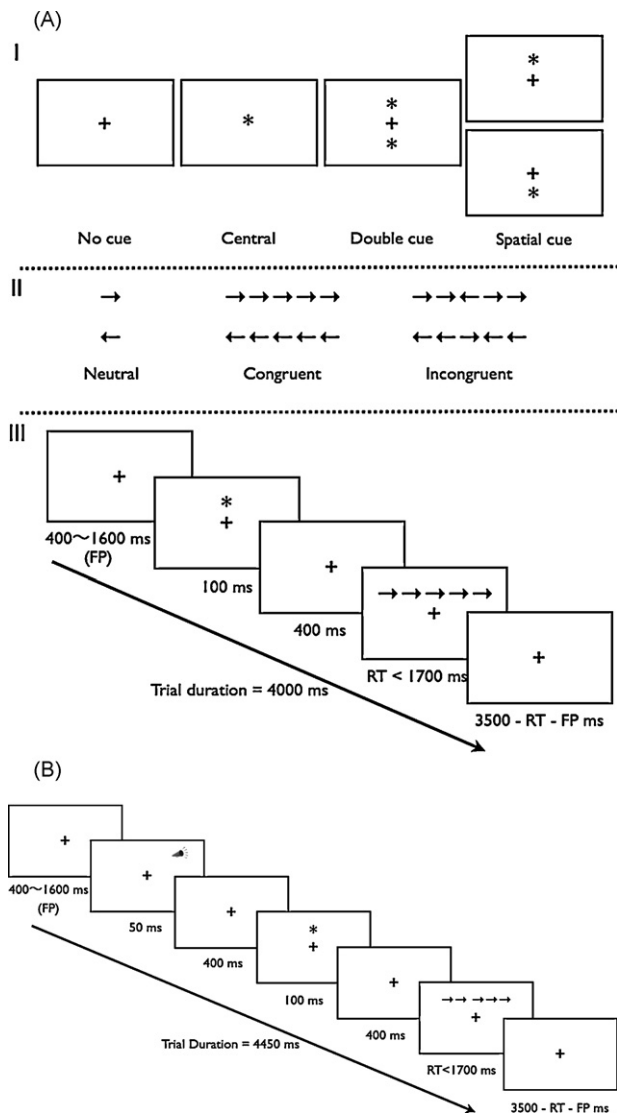 (A)
I
+ * * + * * + + *
No cue Central Double cue Spatial cue
II
→ →→→→→ →→←→→
← ←←←←← ←←→←←
Neutral Congruent Incongruent
III
+
400～1600 ms
(FP)
*
+
100 ms
+
400 ms
→→→→→
+
RT < 1700 ms
+
3500 - RT - FP ms
Trial duration = 4000 ms
(B)
+
400～1600 ms
(FP)
+
50 ms
+
400 ms
*
+
100 ms
+
400 ms
→→ →→→
+
RT<1700 ms
+
3500 - RT - FP ms
Trial Duration = 4450 ms